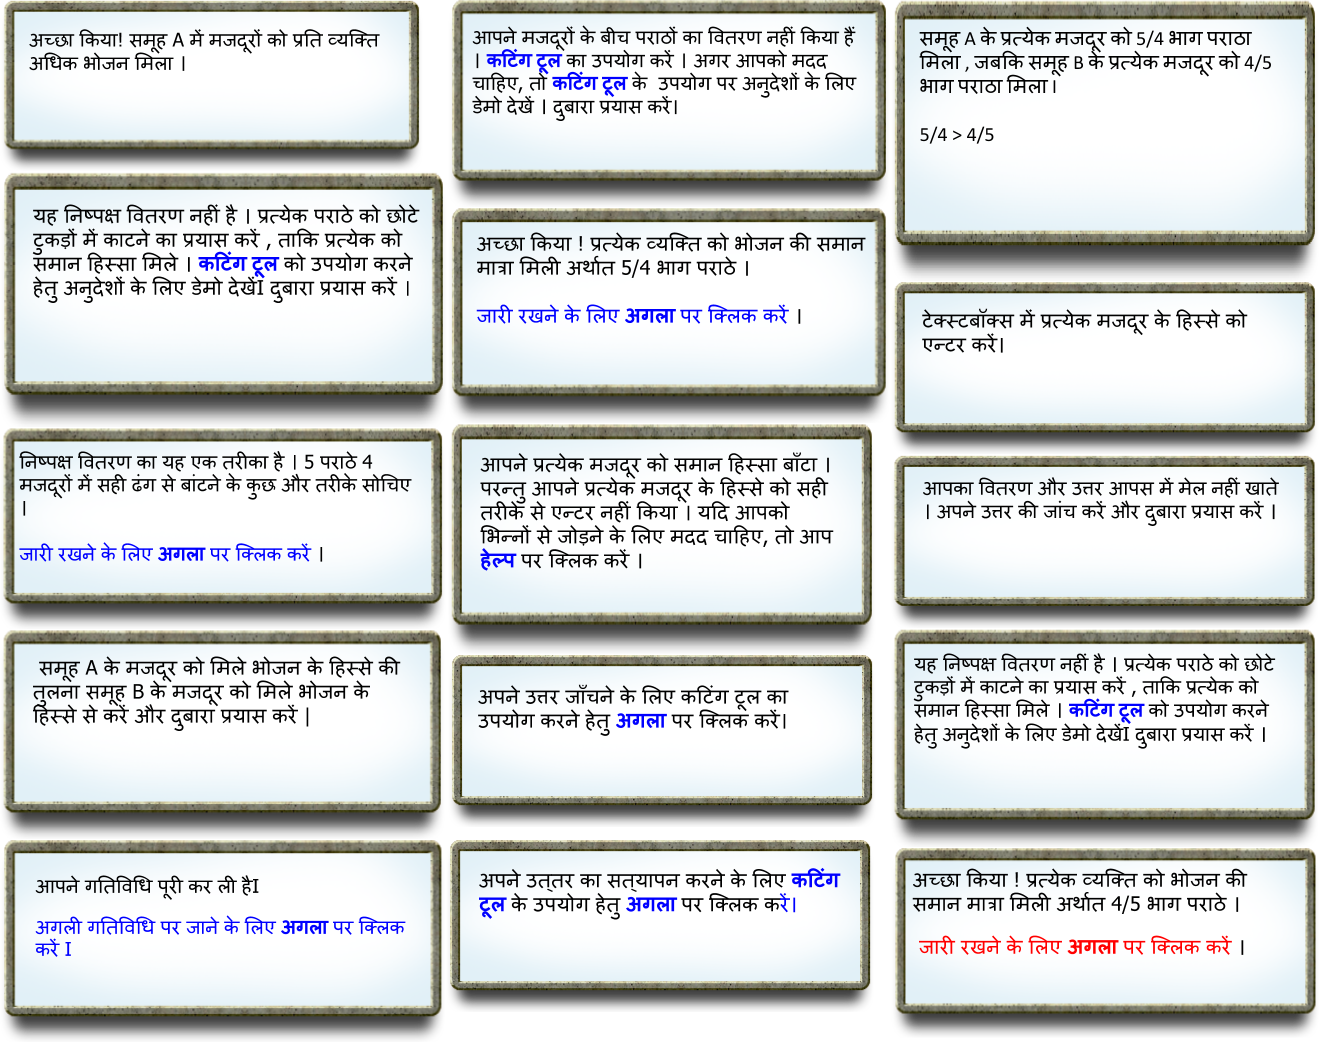 अच्छा किया! समूह A में मजदूरों को प्रति व्यक्ति
अधिक भोजन मिला ।
यह निष्पक्ष वितरण नहीं है । प्रत्येक पराठे को छोटे
टुकड़ों में काटने का प्रयास करें , ताकि प्रत्येक को
समान हिस्सा मिले । कटिंग टूल को उपयोग करने
हेतु अनुदेशों के लिए डेमो देखेंI दुबारा प्रयास करें ।
निष्पक्ष वितरण का यह एक तरीका है । 5 पराठे 4
मजदूरों में सही ढंग से बांटने के कुछ और तरीके सोचिए
।
जारी रखने के लिए अगला पर क्लिक करें ।
समूह A के मजदूर को मिले भोजन के हिस्से की
तुलना समूह B के मजदूर को मिले भोजन के
हिस्से से करें और दुबारा प्रयास करें |
आपने गतिविधि पूरी कर ली हैI
अगली गतिविधि पर जाने के लिए अगला पर क्लिक
करें I
आपने मजदूरों के बीच पराठों का वितरण नहीं किया हैं
। कटिंग टूल का उपयोग करें । अगर आपको मदद
चाहिए, तो कटिंग टूल के उपयोग पर अनुदेशों के लिए
डेमो देखें । दुबारा प्रयास करें।
अच्छा किया ! प्रत्येक व्यक्ति को भोजन की समान
मात्रा मिली अर्थात 5/4 भाग पराठे ।
जारी रखने के लिए अगला पर क्लिक करें ।
आपने प्रत्येक मजदूर को समान हिस्सा बाँटा ।
परन्तु आपने प्रत्येक मजदूर के हिस्से को सही
तरीके से एन्टर नहीं किया । यदि आपको
भिन्नों से जोड़ने के लिए मदद चाहिए, तो आप
हेल्प पर क्लिक करें ।
अपने उत्तर जाँचने के लिए कटिंग टूल का
उपयोग करने हेतु अगला पर क्लिक करें।
अपने उत्‌तर का सत्‌यापन करने के लिए कटिंग
टूल के उपयोग हेतु अगला पर क्लिक करें।
समूह A के प्रत्येक मजदूर को 5/4 भाग पराठा
मिला , जबकि समूह B के प्रत्येक मजदूर को 4/5
भाग पराठा मिला।
5/4 > 4/5
टेक्स्टबॉक्स में प्रत्येक मजदूर के हिस्से को
एन्टर करें।
आपका वितरण और उत्तर आपस में मेल नहीं खाते
। अपने उत्तर की जांच करें और दुबारा प्रयास करें ।
यह निष्पक्ष वितरण नहीं है । प्रत्येक पराठे को छोटे
टुकड़ों में काटने का प्रयास करें , ताकि प्रत्येक को
समान हिस्सा मिले । कटिंग टूल को उपयोग करने
हेतु अनुदेशों के लिए डेमो देखेंI दुबारा प्रयास करें ।
अच्छा किया ! प्रत्येक व्यक्ति को भोजन की
समान मात्रा मिली अर्थात 4/5 भाग पराठे ।
जारी रखने के लिए अगला पर क्लिक करें ।